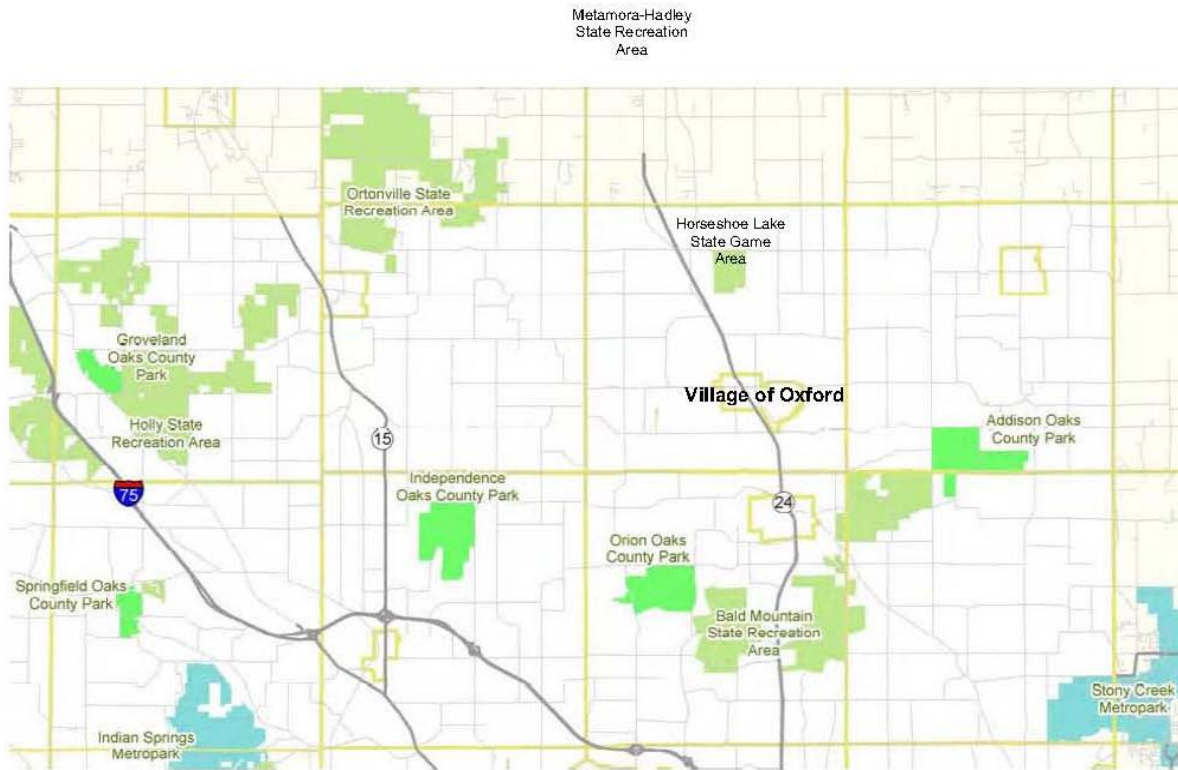 Metamora-Hadley
State Recreation
Area
Ortonville State
Recreation Area
Horseshoe Lake
State Game
Area
Groveland
Oaks County
Park
Village of Oxford
Holly State
Recreation Area
Addison Oaks
County Park
15
75
Independence
Oaks County Park
24
Orion Oaks
County Park
Springfield Oaks
County Park
Bald Mountain
State Recreation
Area
Stony Creek
Metropark
Indian Springs
Metropark